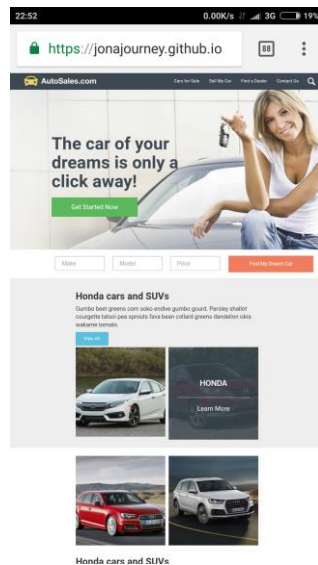 22:52
0.00K/s
3G
19%
https://jonajourney.github.io
88
AutoSales.com
Cars for Sale
Sell My Car
Find a Dealer
Contact Us
The car of your
dreams is only a
click away!
Get Started Now
Make
Model
Price
Find My Dream Car
Honda cars and SUVs
Gumbo beet greens corn soko endive gumbo gourd. Parsley shallot
courgette tatsoi pea sprouts fava bean collard greens dandelion okra
wakame tomato.
View All
HONDA
Learn More
Honda cars and SUVs